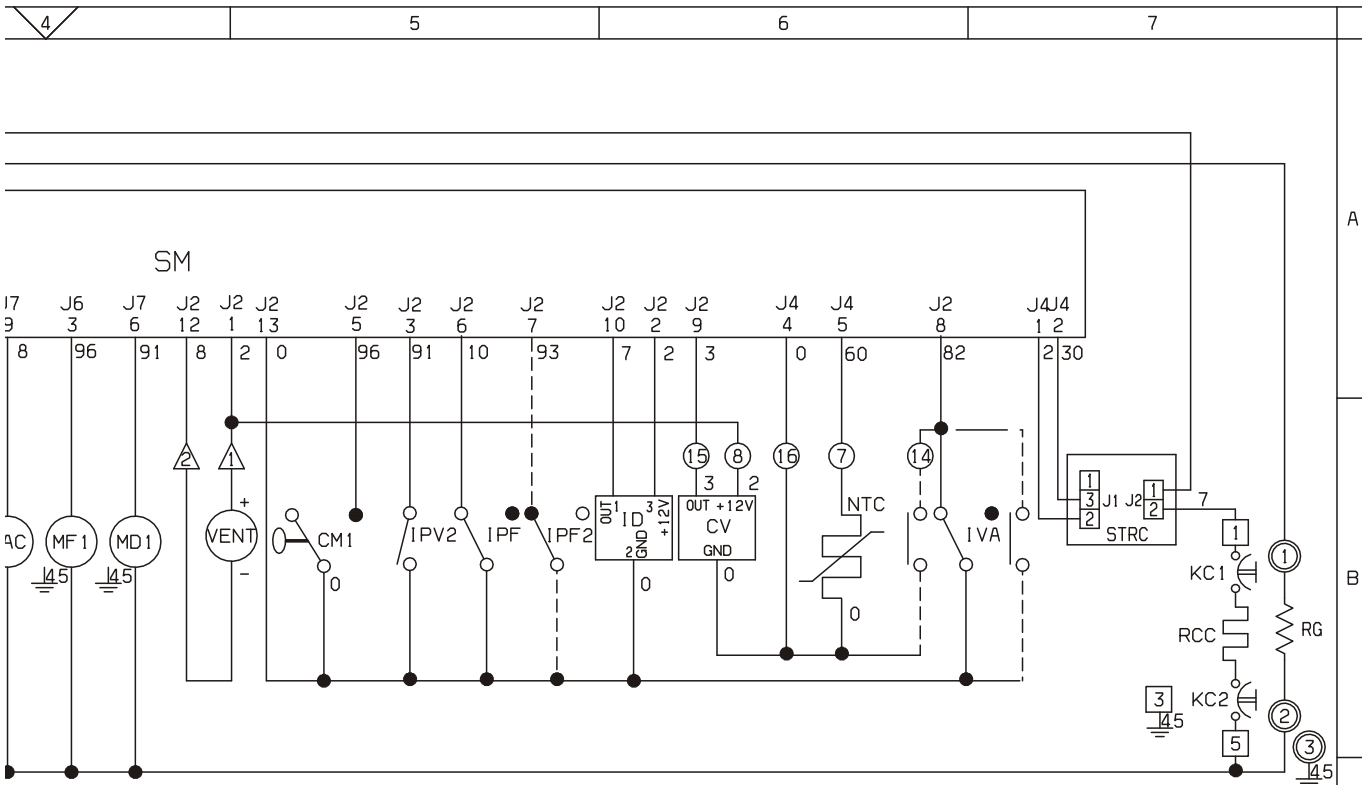 4 5 6 7
A
SM
J7 J6 J7 J2 J2 J2 J2 J2 J2 J2 J2 J2 J2 J4 J4 J2 J4 J4
9 3 6 12 1 13 5 3 6 7 10 2 9 4 5 8 1 2
8 96 91 8 2 0 96 91 10 93 7 2 3 0 60 82 2 30
2 1 15 8 16 7 14
3 2
+
OUT 1 ID 3 +12V
2 GND
OUT +12V
CV
GND
NTC
1 3 2 J1 J2 1 2
STRC
7
AC MF1 MD1 VENT CM1 IPV2 IPF IPF2 IVA
45 45
-
0 0 0 0
1
KC1
1
B
RCC
RG
KC2
3
45
2
5
3
45